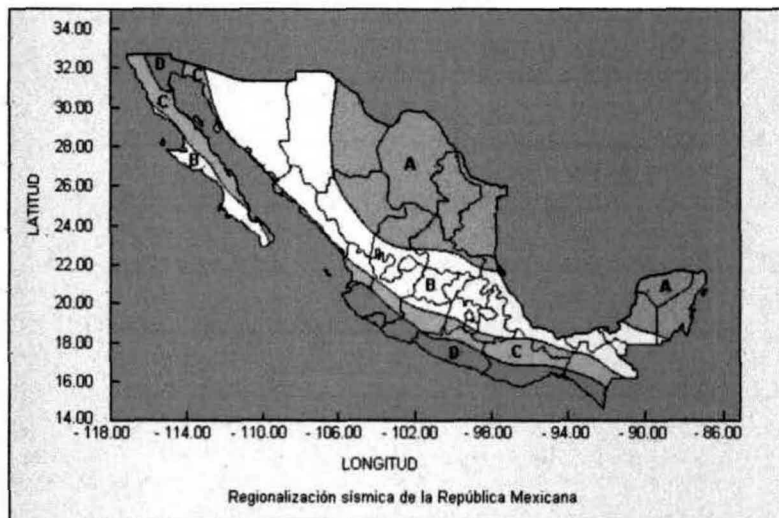 34.00
32.00
30.00
28.00
26.00
24.00
22.00
20.00
18.00
16.00
14.00
LATITUD
D
C
C
B
A
B
A
D
C
- 118.00 - 114.00 - 110.00 - 106.00 - 102.00 - 98.00 - 94.00 - 90.00 - 86.00
LONGITUD
Regionalización sísmica de la República Mexicana